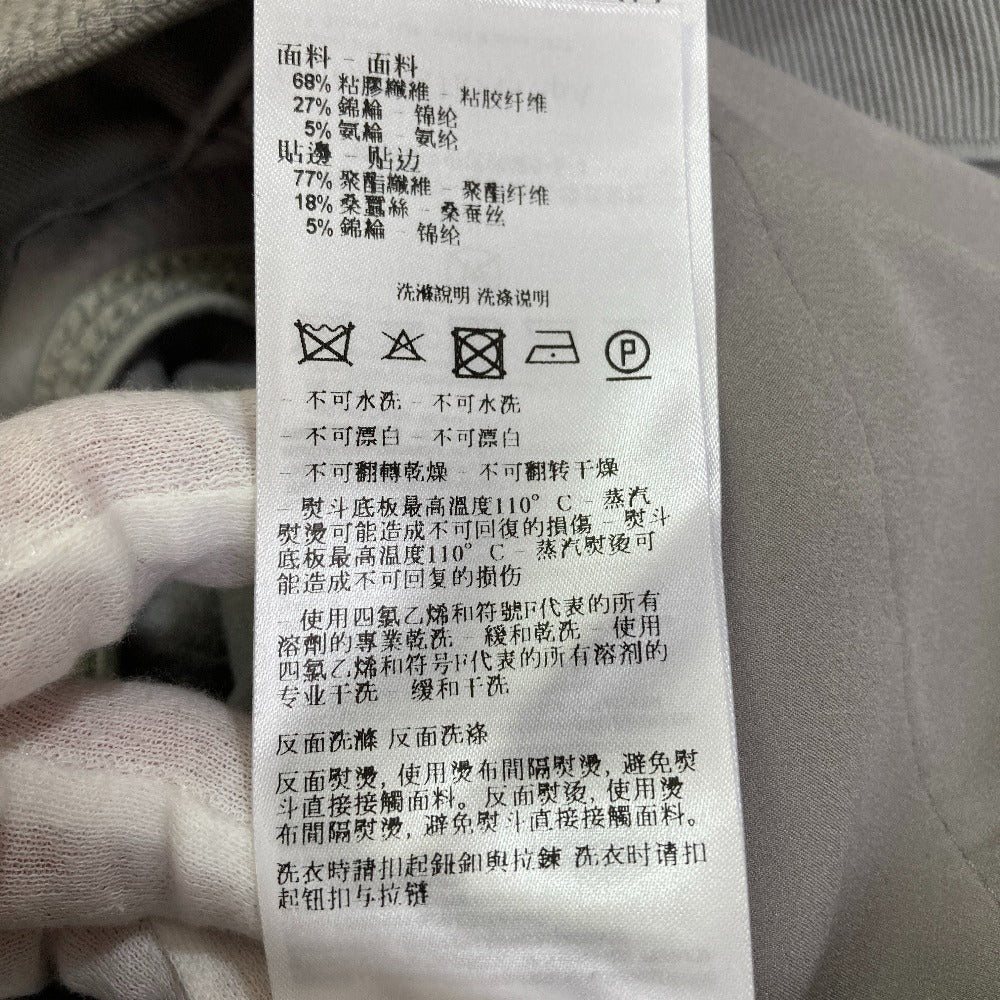 面料 - 面料
68% 粘膠纖維 - 粘胶纤维
27% 錦綸 - 锦纶
5% 氨綸 - 氨纶
貼邊 - 贴边
77% 聚酯纖維 - 聚酯纤维
18% 桑蠶絲 - 桑蚕丝
5% 錦綸 - 锦纶
洗滌說明 洗涤说明
P
- 不可水洗 - 不可水洗
- 不可漂白 - 不可漂白
- 不可翻轉乾燥 - 不可翻转干燥
- 熨斗底板最高溫度110° C - 蒸汽
熨燙可能造成不可回復的損傷 - 熨斗
底板最高温度110° C - 蒸汽熨烫可
能造成不可回复的损伤
- 使用四氯乙烯和符號F代表的所有
溶劑的專業乾洗 - 緩和乾洗 - 使用
四氯乙烯和符号F代表的所有溶剂的
专业干洗 - 缓和干洗
反面洗滌 反面洗涤
反面熨燙, 使用燙布間隔熨燙, 避免熨
斗直接接觸面料。反面熨烫, 使用烫
布間隔熨燙, 避免熨斗直接接觸面料。
洗衣時請扣起鈕釦與拉鍊 洗衣时请扣
起钮扣与拉链